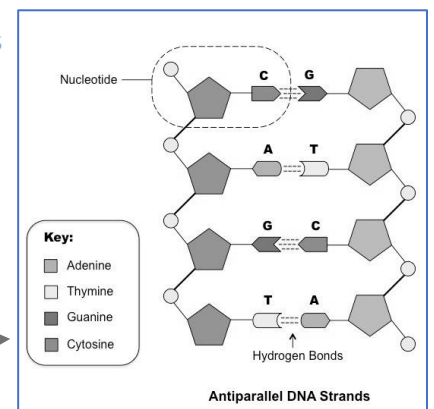 s
Nucleotide
C G
A T
G C
T A
Key:
Adenine
Thymine
Guanine
Cytosine
Hydrogen Bonds
Antiparallel DNA Strands